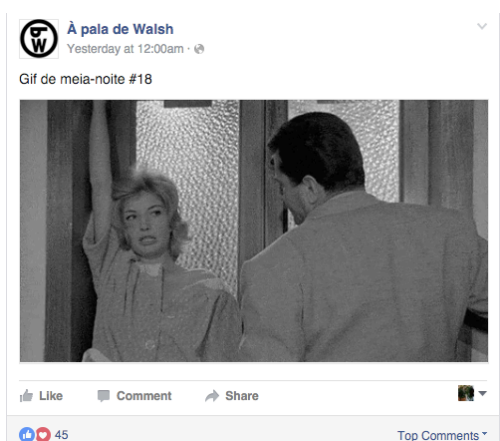 À pala de Walsh
Yesterday at 12:00am ·
Gif de meia-noite #18
Like Comment Share
45 Top Comments